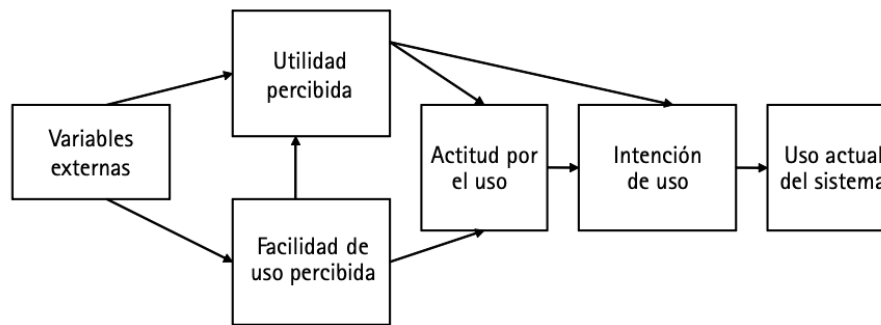 Utilidad
percibida
Variables
externas
Facilidad de
uso percibida
Actitud por
el uso
Intención
de uso
Uso actual
del sistema